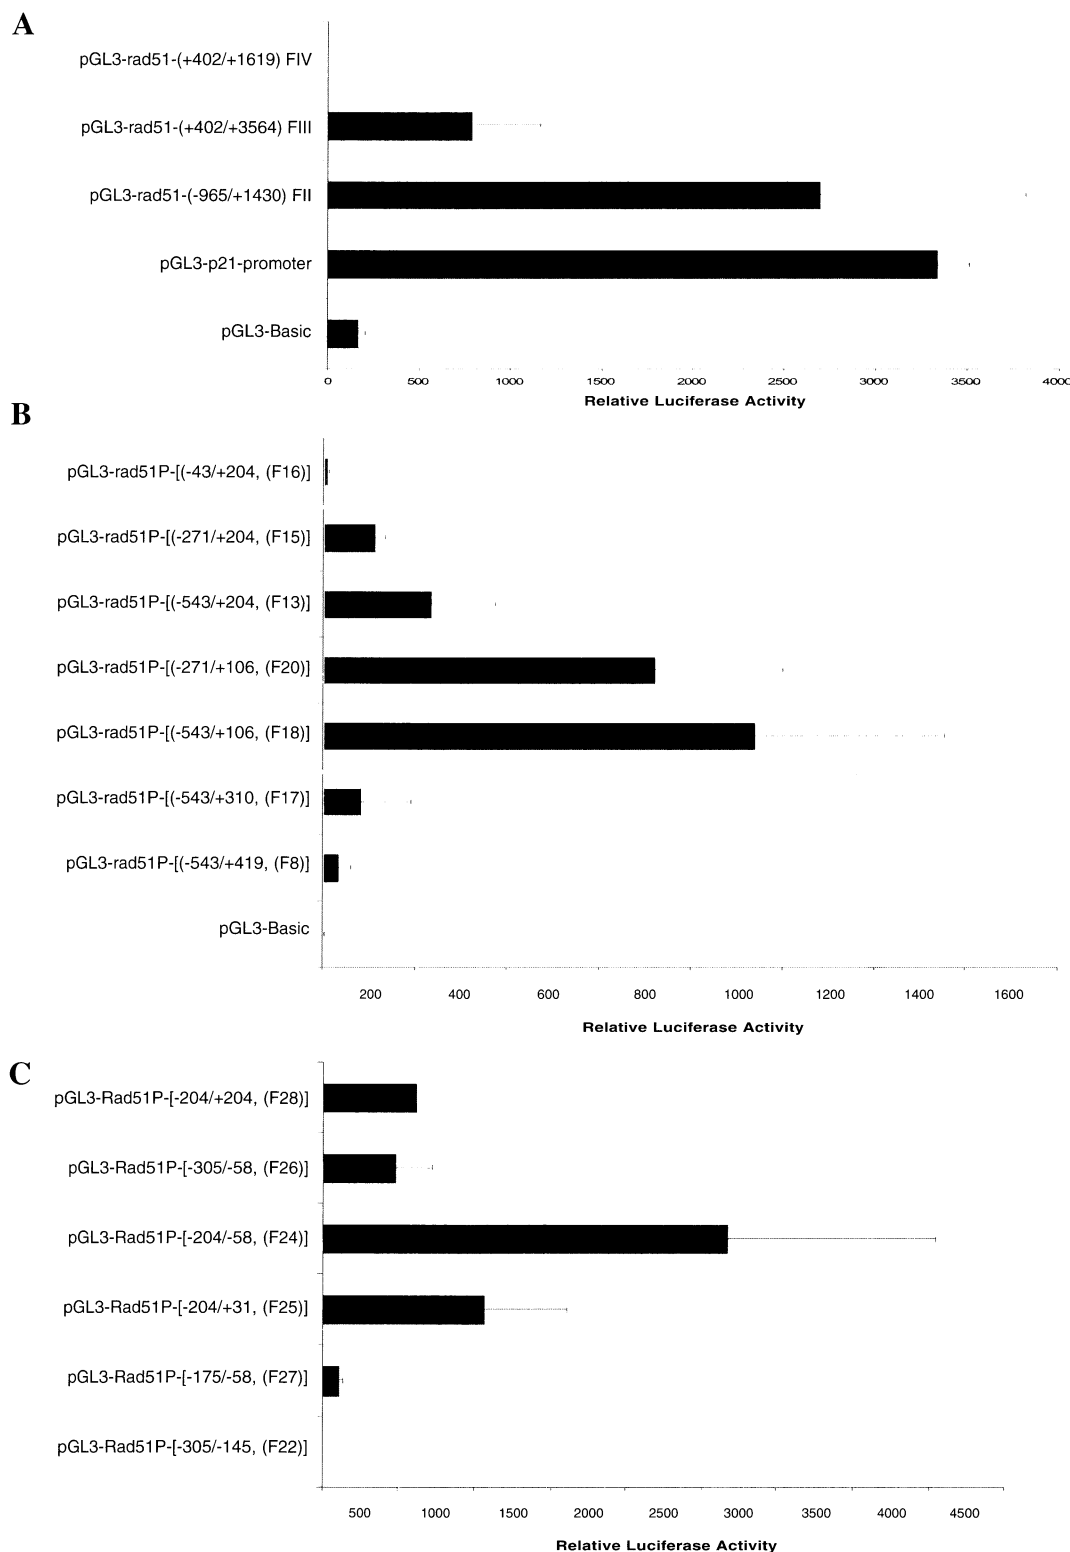 A
pGL3-rad51-(+402/+1619) FIV
pGL3-rad51-(+402/+3564) FIII
pGL3-rad51-(-965/+1430) FII
pGL3-p21-promoter
pGL3-Basic
0 500 1000 1500 2000 2500 3000 3500 4000
Relative Luciferase Activity
B
pGL3-rad51P-[(-43/+204, (F16)]
pGL3-rad51P-[(-271/+204, (F15)]
pGL3-rad51P-[(-543/+204, (F13)]
pGL3-rad51P-[(-271/+106, (F20)]
pGL3-rad51P-[(-543/+106, (F18)]
pGL3-rad51P-[(-543/+310, (F17)]
pGL3-rad51P-[(-543/+419, (F8)]
pGL3-Basic
200 400 600 800 1000 1200 1400 1600
Relative Luciferase Activity
C
pGL3-Rad51P-[-204/+204, (F28)]
pGL3-Rad51P-[-305/-58, (F26)]
pGL3-Rad51P-[-204/-58, (F24)]
pGL3-Rad51P-[-204/+31, (F25)]
pGL3-Rad51P-[-175/-58, (F27)]
pGL3-Rad51P-[-305/-145, (F22)]
500 1000 1500 2000 2500 3000 3500 4000 4500
Relative Luciferase Activity